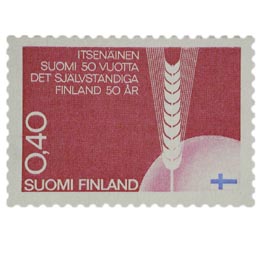 ITSENÄINEN
SUOMI 50 VUOTTA
DET SJÄLVSTÄNDIGA
FINLAND 50 ÅR
0,40
SUOMI FINLAND